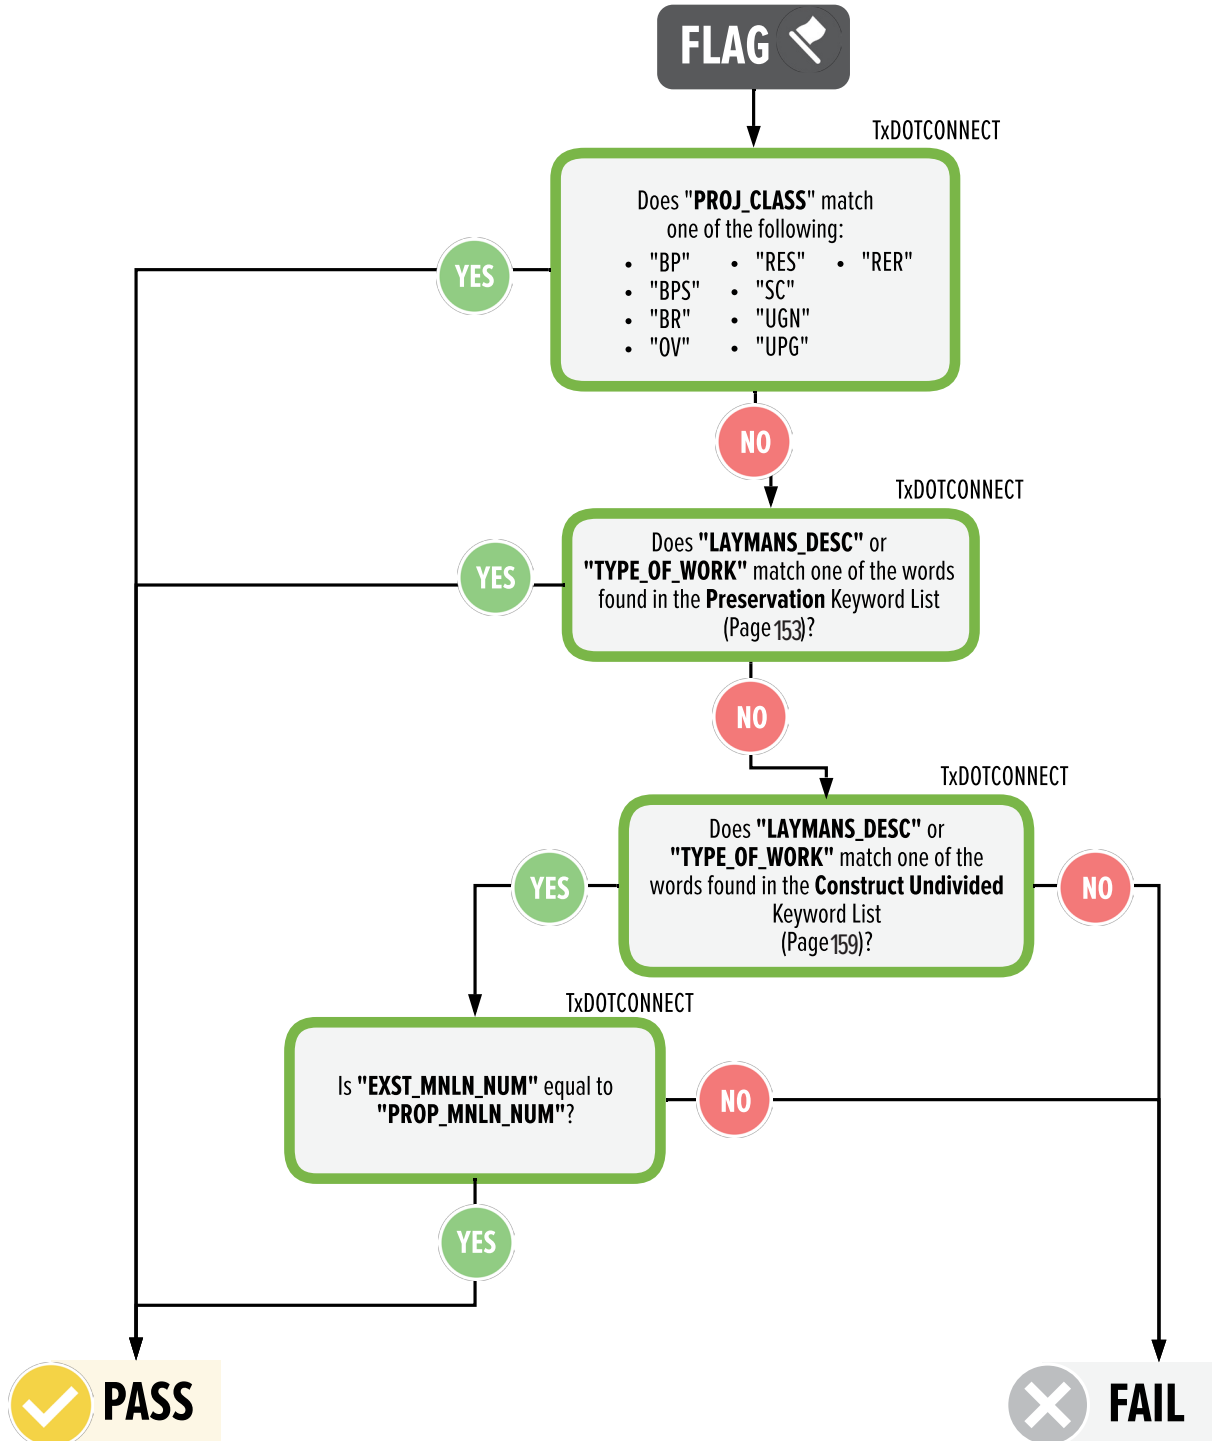 FLAG
TxDOTCONNECT
Does "PROJ_CLASS" match
one of the following:
• "BP" • "RES" • "RER"
• "BPS" • "SC"
• "BR" • "UGN"
• "OV" • "UPG"
YES
NO
TxDOTCONNECT
Does "LAYMANS_DESC" or
"TYPE_OF_WORK" match one of the words
found in the Preservation Keyword List
(Page 153)?
YES
NO
TxDOTCONNECT
Does "LAYMANS_DESC" or
"TYPE_OF_WORK" match one of the
words found in the Construct Undivided
Keyword List
(Page 159)?
YES
NO
TxDOTCONNECT
Is "EXST_MNLN_NUM" equal to
"PROP_MNLN_NUM"?
NO
YES
PASS
FAIL